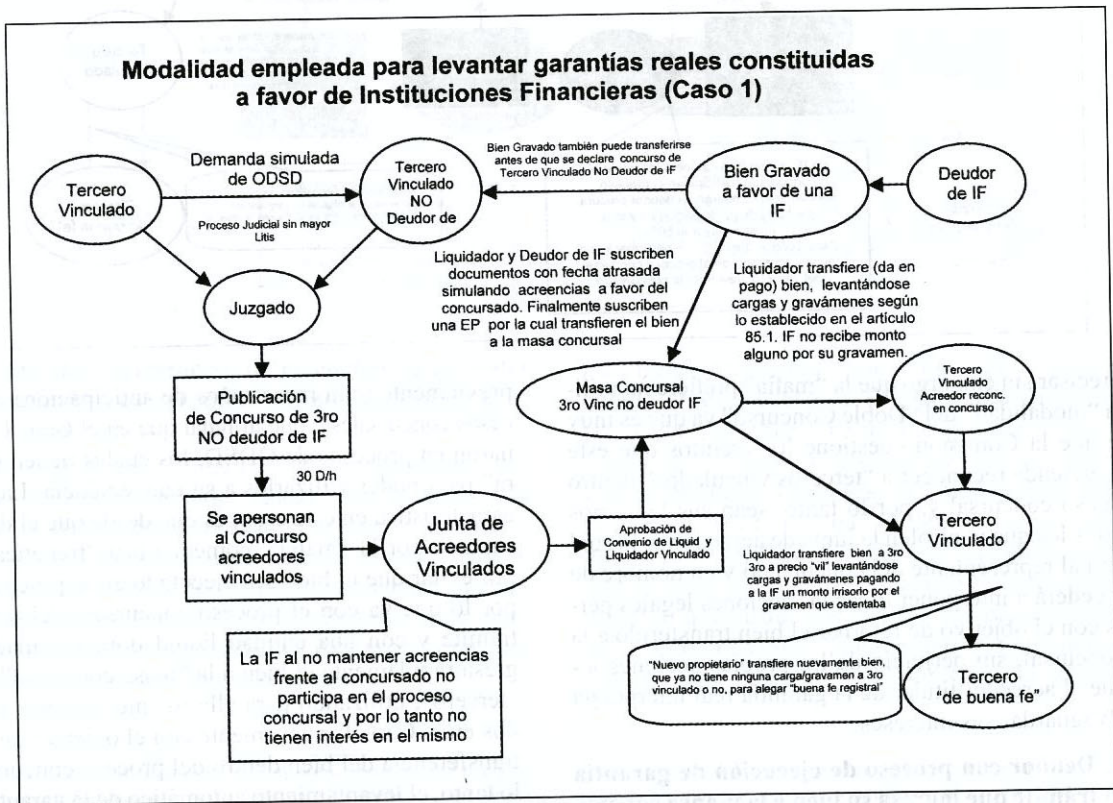 Modalidad empleada para levantar garantías reales constituidas
a favor de Instituciones Financieras (Caso 1)
Tercero
Vinculado
Demanda simulada
de ODSD
Proceso Judicial sin mayor
Litis
Tercero
Vinculado
NO
Deudor de
Bien Gravado también puede transferirse
antes de que se declare concurso de
Tercero Vinculado No Deudor de IF
Bien Gravado
a favor de una
IF
Deudor
de IF
Juzgado
Liquidador y Deudor de IF suscriben
documentos con fecha atrasada
simulando acreencias a favor del
concursado. Finalmente suscriben
una EP por la cual transfieren el bien
a la masa concursal
Liquidador transfiere (da en
pago) bien, levantándose
cargas y gravámenes según
lo establecido en el artículo
85.1. IF no recibe monto
alguno por su gravamen.
Publicación
de Concurso de 3ro
NO deudor de IF
30 D/h
Masa Concursal
3ro Vinc no deudor IF
Tercero
Vinculado
Acreedor reconc.
en concurso
Se apersonan
al Concurso
acreedores
vinculados
Junta de
Acreedores
Vinculados
Aprobación de
Convenio de Liquid y
Liquidador Vinculado
Tercero
Vinculado
Liquidador transfiere bien a 3ro
3ro a precio "vil" levantándose
cargas y gravámenes pagando
a la IF un monto irrisorio por el
gravamen que ostentaba
La IF al no mantener acreencias
frente al concursado no
participa en el proceso
concursal y por lo tanto no
tienen interés en el mismo
"Nuevo propietario" transfiere nuevamente bien,
que ya no tiene ninguna carga/gravamen a 3ro
vinculado o no, para alegar "buena fe registral"
Tercero
"de buena fe"